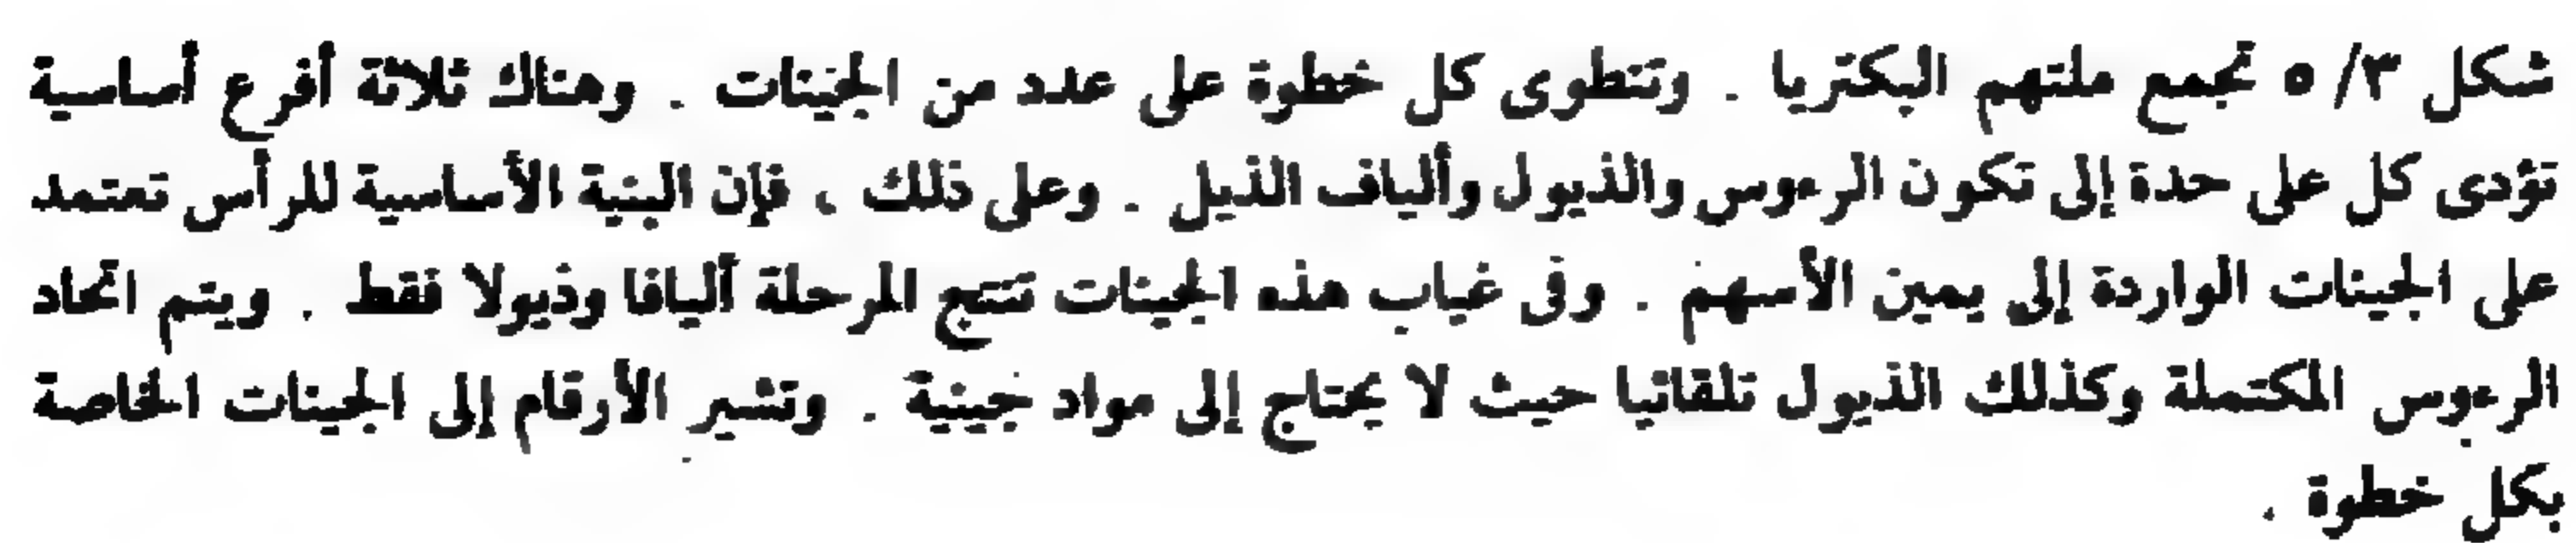 شكل ٣/ ٥ تجمع ملتهم البكتريا . وتنطوى كل خطوة على عدد من الجينات . وهناك ثلاثة أفرع أساسية
تؤدى كل على حدة إلى تكون الرءوس والذيول وألياف الذيل . وعلى ذلك ، فإن البنية الأساسية للرأس تعتمد
على الجينات الواردة إلى يمين الأسهم . وفى غياب هذه الجينات تنتج المرحلة أليافا وذيولا فقط . ويتم اتحاد
الرءوس المكتملة وكذلك الذيول تلقائيا حيث لا يحتاج إلى مواد جينية . وتشير الأرقام إلى الجينات الخاصة
بكل خطوة .